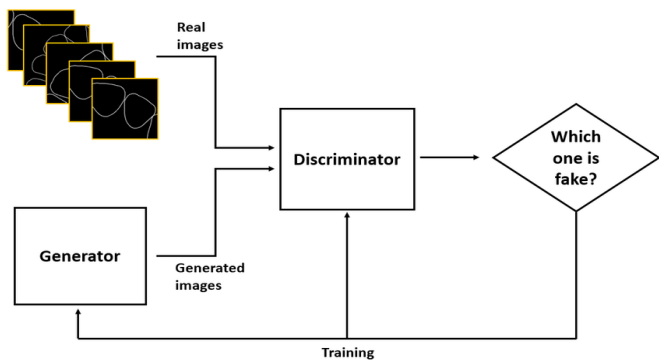 Real
images
Discriminator
Which
one is
fake?
Generator
Generated
images
Training